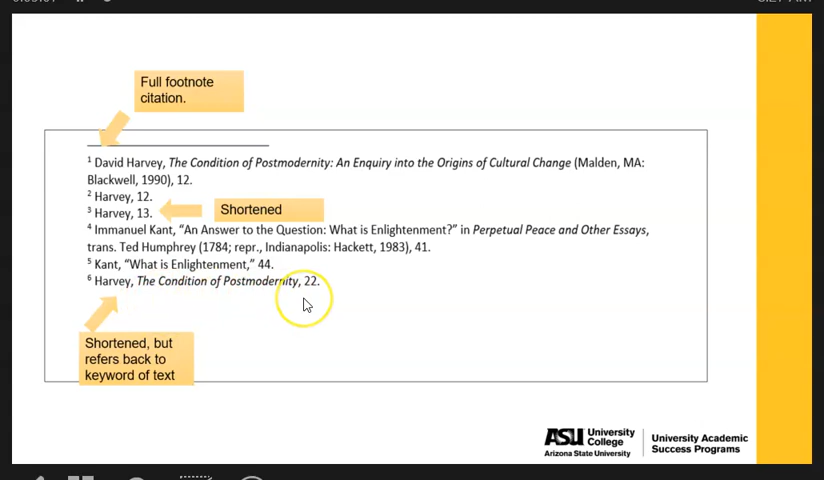 Full footnote
citation.
1 David Harvey, The Condition of Postmodernity: An Enquiry into the Origins of Cultural Change (Malden, MA:
Blackwell, 1990), 12.
2 Harvey, 12.
3 Harvey, 13.
Shortened
4 Immanuel Kant, “An Answer to the Question: What is Enlightenment?” in Perpetual Peace and Other Essays,
trans. Ted Humphrey (1784; repr., Indianapolis: Hackett, 1983), 41.
5 Kant, “What is Enlightenment,” 44.
6 Harvey, The Condition of Postmodernity, 22.
Shortened, but
refers back to
keyword of text
ASU University College
Arizona State University
University Academic
Success Programs